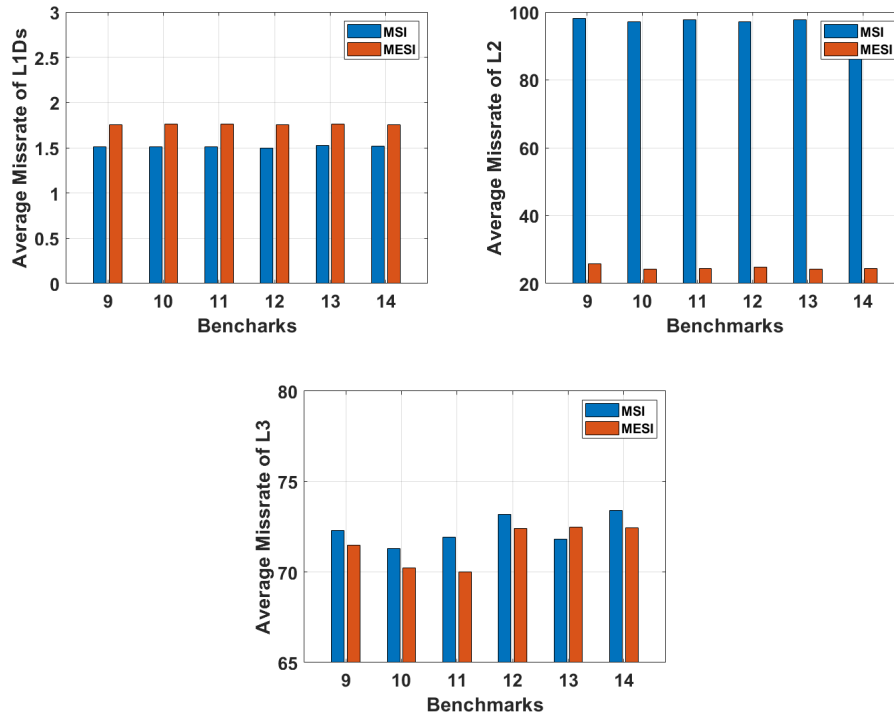 Average Missrate of L1Ds
3
2.5
2
1.5
1
0.5
0
MSI
MESI
9 10 11 12 13 14
Bencharks
Average Missrate of L2
100
80
60
40
20
MSI
MESI
9 10 11 12 13 14
Benchmarks
Average Missrate of L3
80
75
70
65
MSI
MESI
9 10 11 12 13 14
Benchmarks